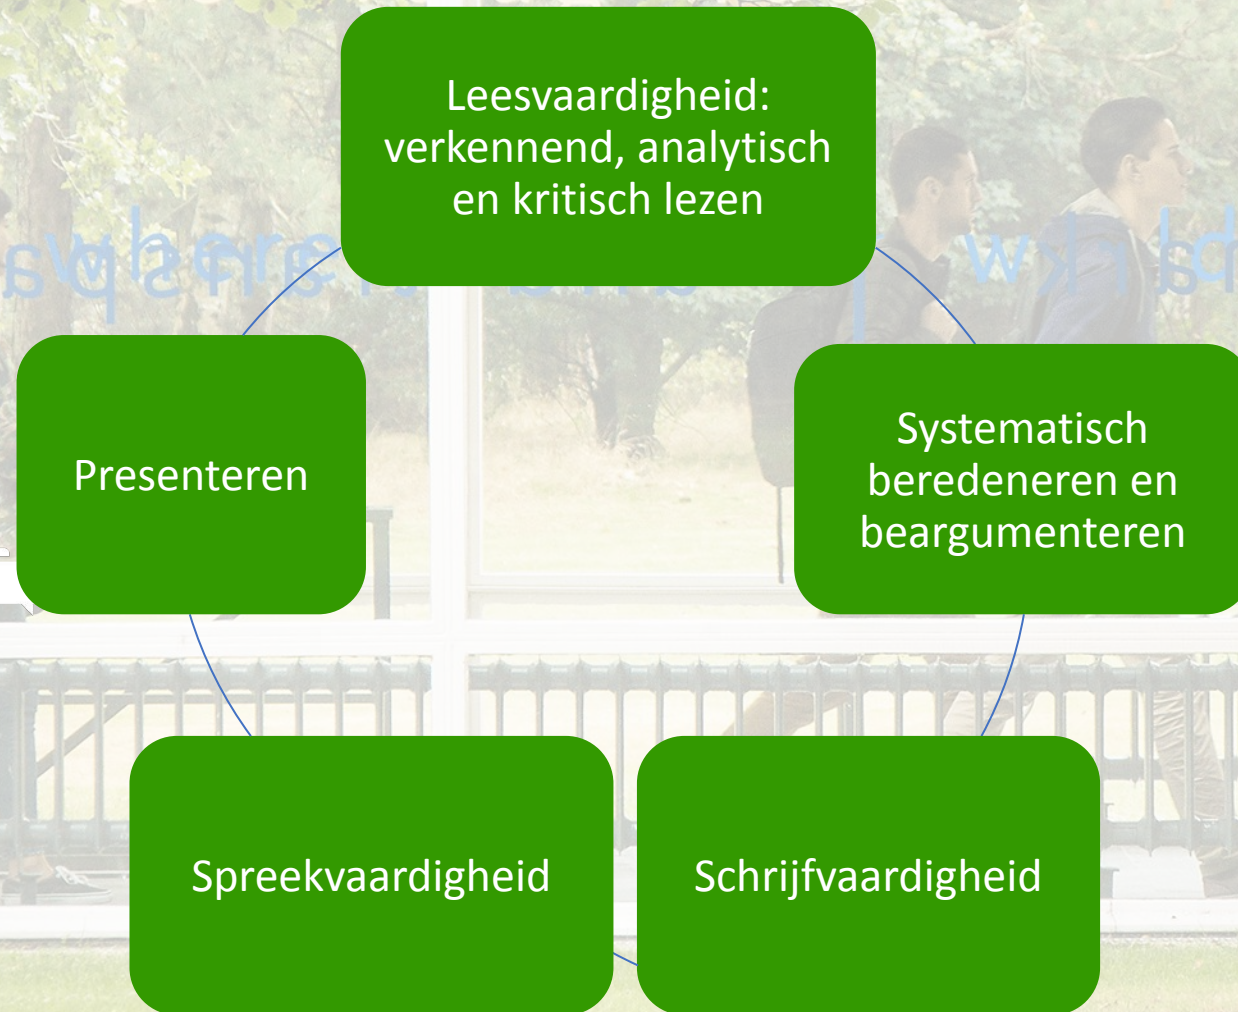 Leesvaardigheid:
verkennend, analytisch
en kritisch lezen
Systematisch
beredeneren en
beargumenteren
Schrijfvaardigheid
Spreekvaardigheid
Presenteren